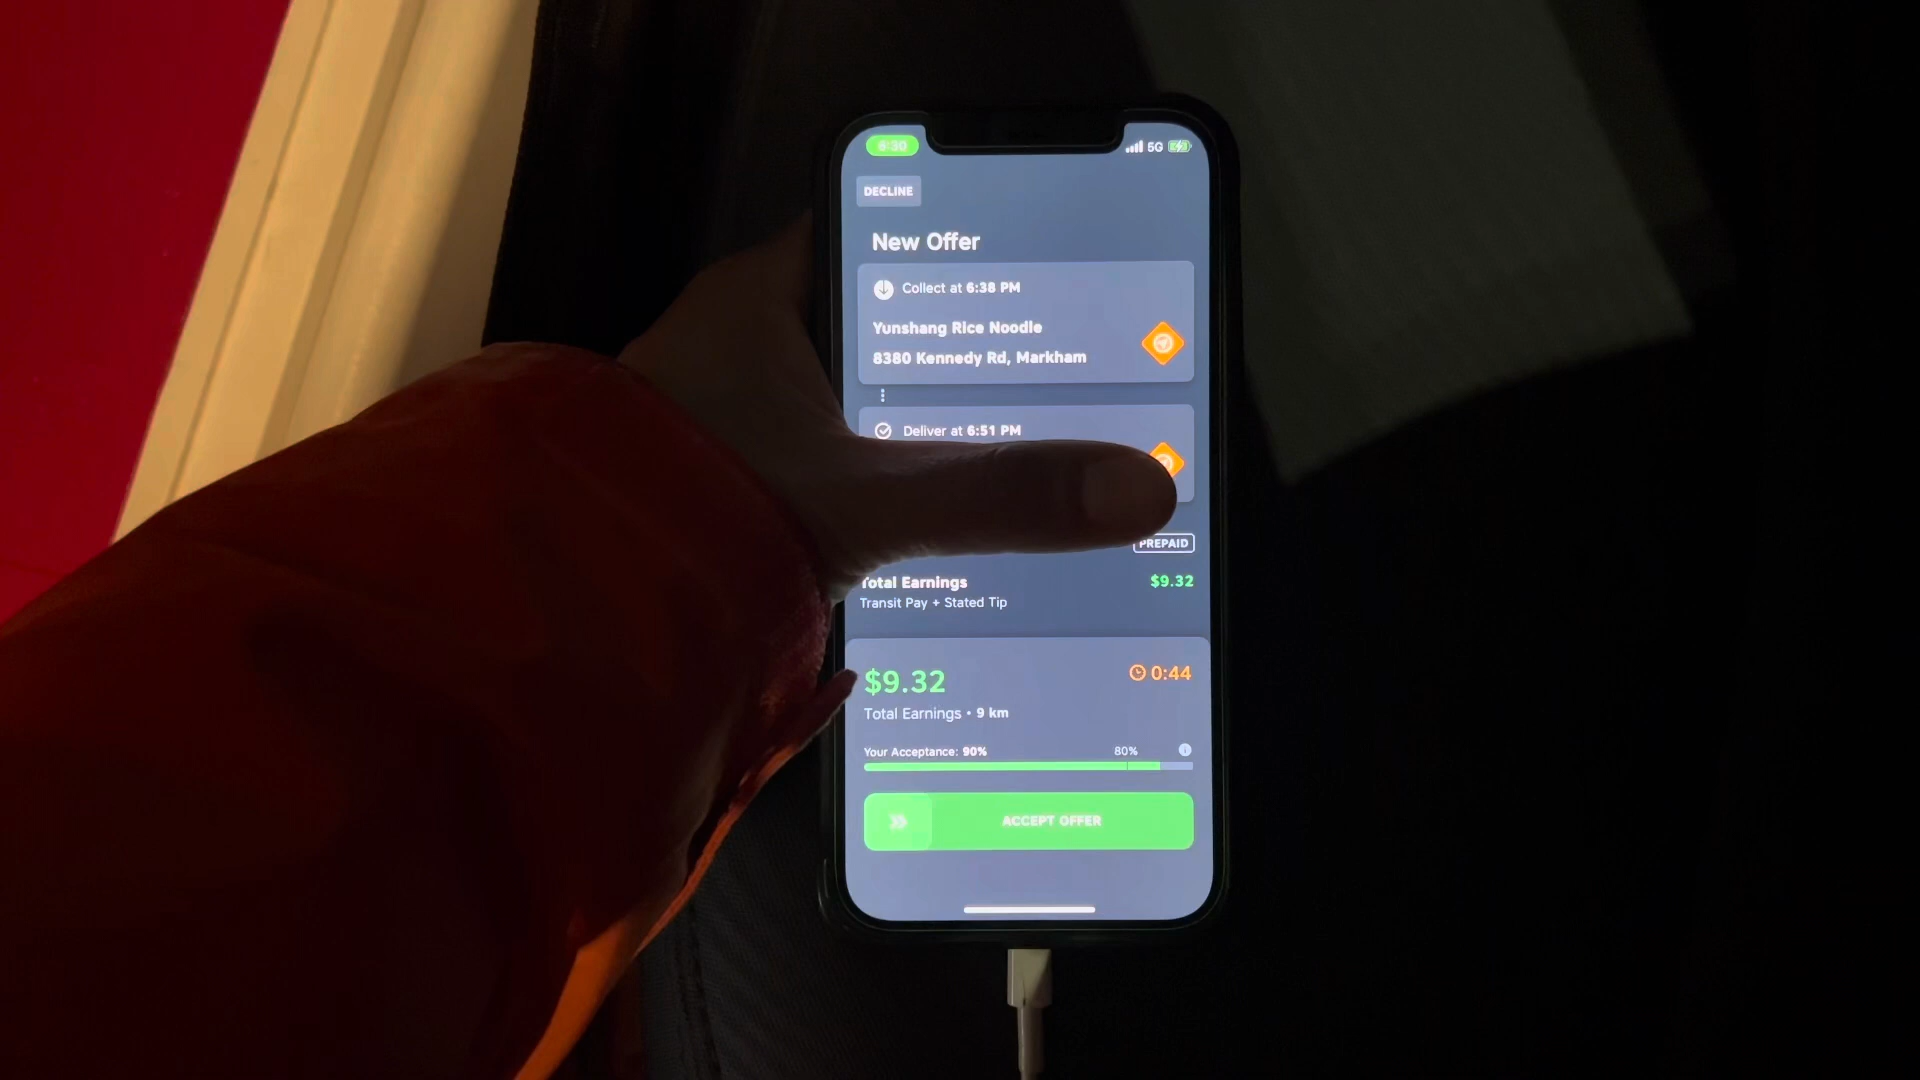 6:30
5G
DECLINE
New Offer
Collect at 6:38 PM
Yunshang Rice Noodle
8380 Kennedy Rd, Markham
Deliver at 6:51 PM
PREPAID
Total Earnings $9.32
Transit Pay + Stated Tip
$9.32 0:44
Total Earnings • 9 km
Your Acceptance: 90% 80%
ACCEPT OFFER